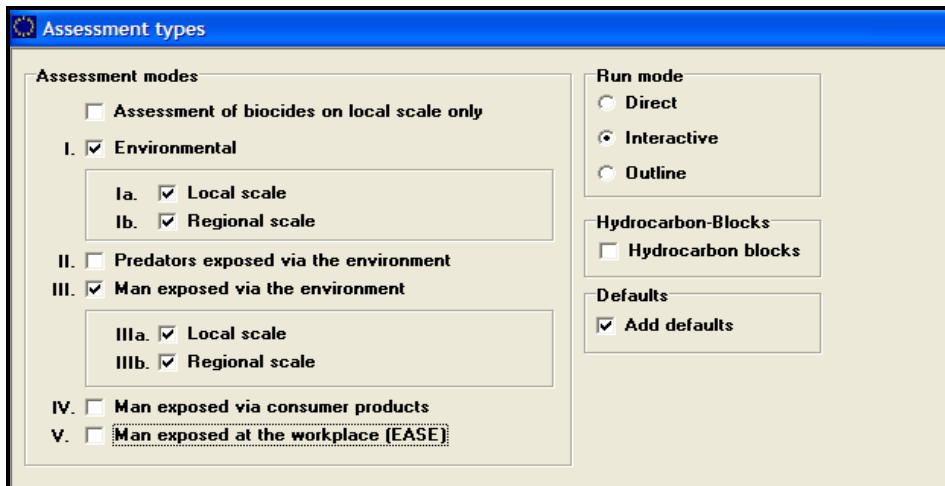 Assessment types
Assessment modes
Assessment of biocides on local scale only
I. Environmental
Ia. Local scale
Ib. Regional scale
II. Predators exposed via the environment
III. Man exposed via the environment
IIIa. Local scale
IIIb. Regional scale
IV. Man exposed via consumer products
V. Man exposed at the workplace (EASE)
Run mode
Direct
Interactive
Outline
Hydrocarbon-Blocks
Hydrocarbon blocks
Defaults
Add defaults